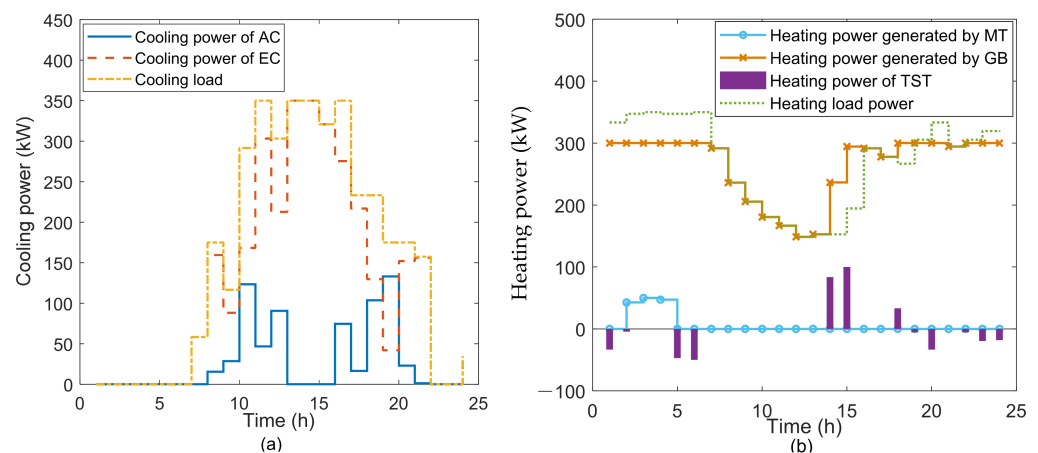 450
400
350
300
250
200
150
100
50
0
Cooling power (kW)
Cooling power of AC
Cooling power of EC
Cooling load
0 5 10 15 20 25
Time (h)
(a)
500
400
300
200
100
0
−100
Heating power (kW)
Heating power generated by MT
Heating power generated by GB
Heating power of TST
Heating load power
0 5 10 15 20 25
Time (h)
(b)